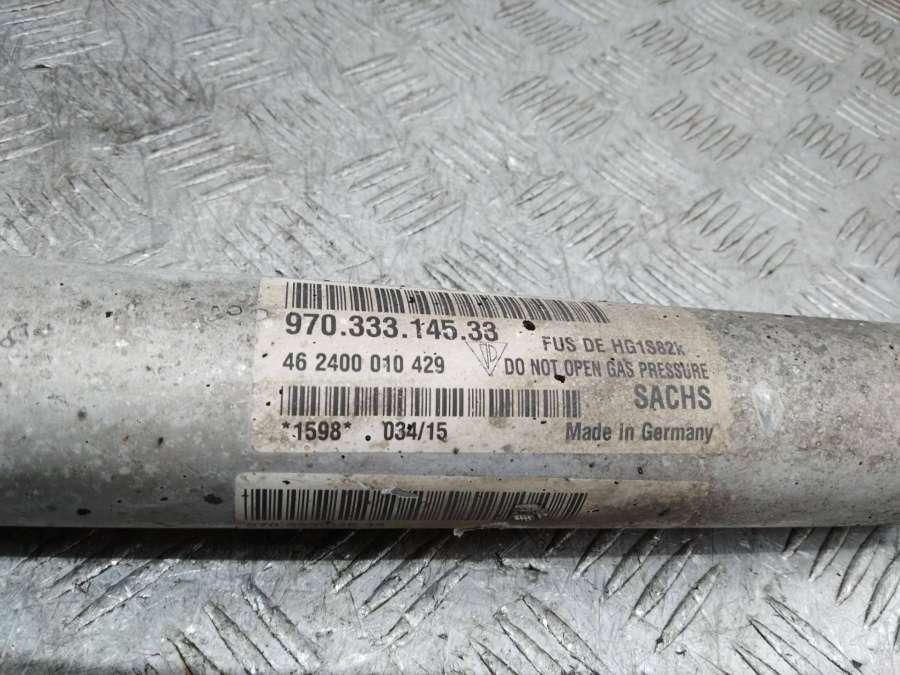 970.333.145.33
FUS DE HG1S82k
46 2400 010 429
DO NOT OPEN GAS PRESSURE
SACHS
*1598* 034/15
Made in Germany